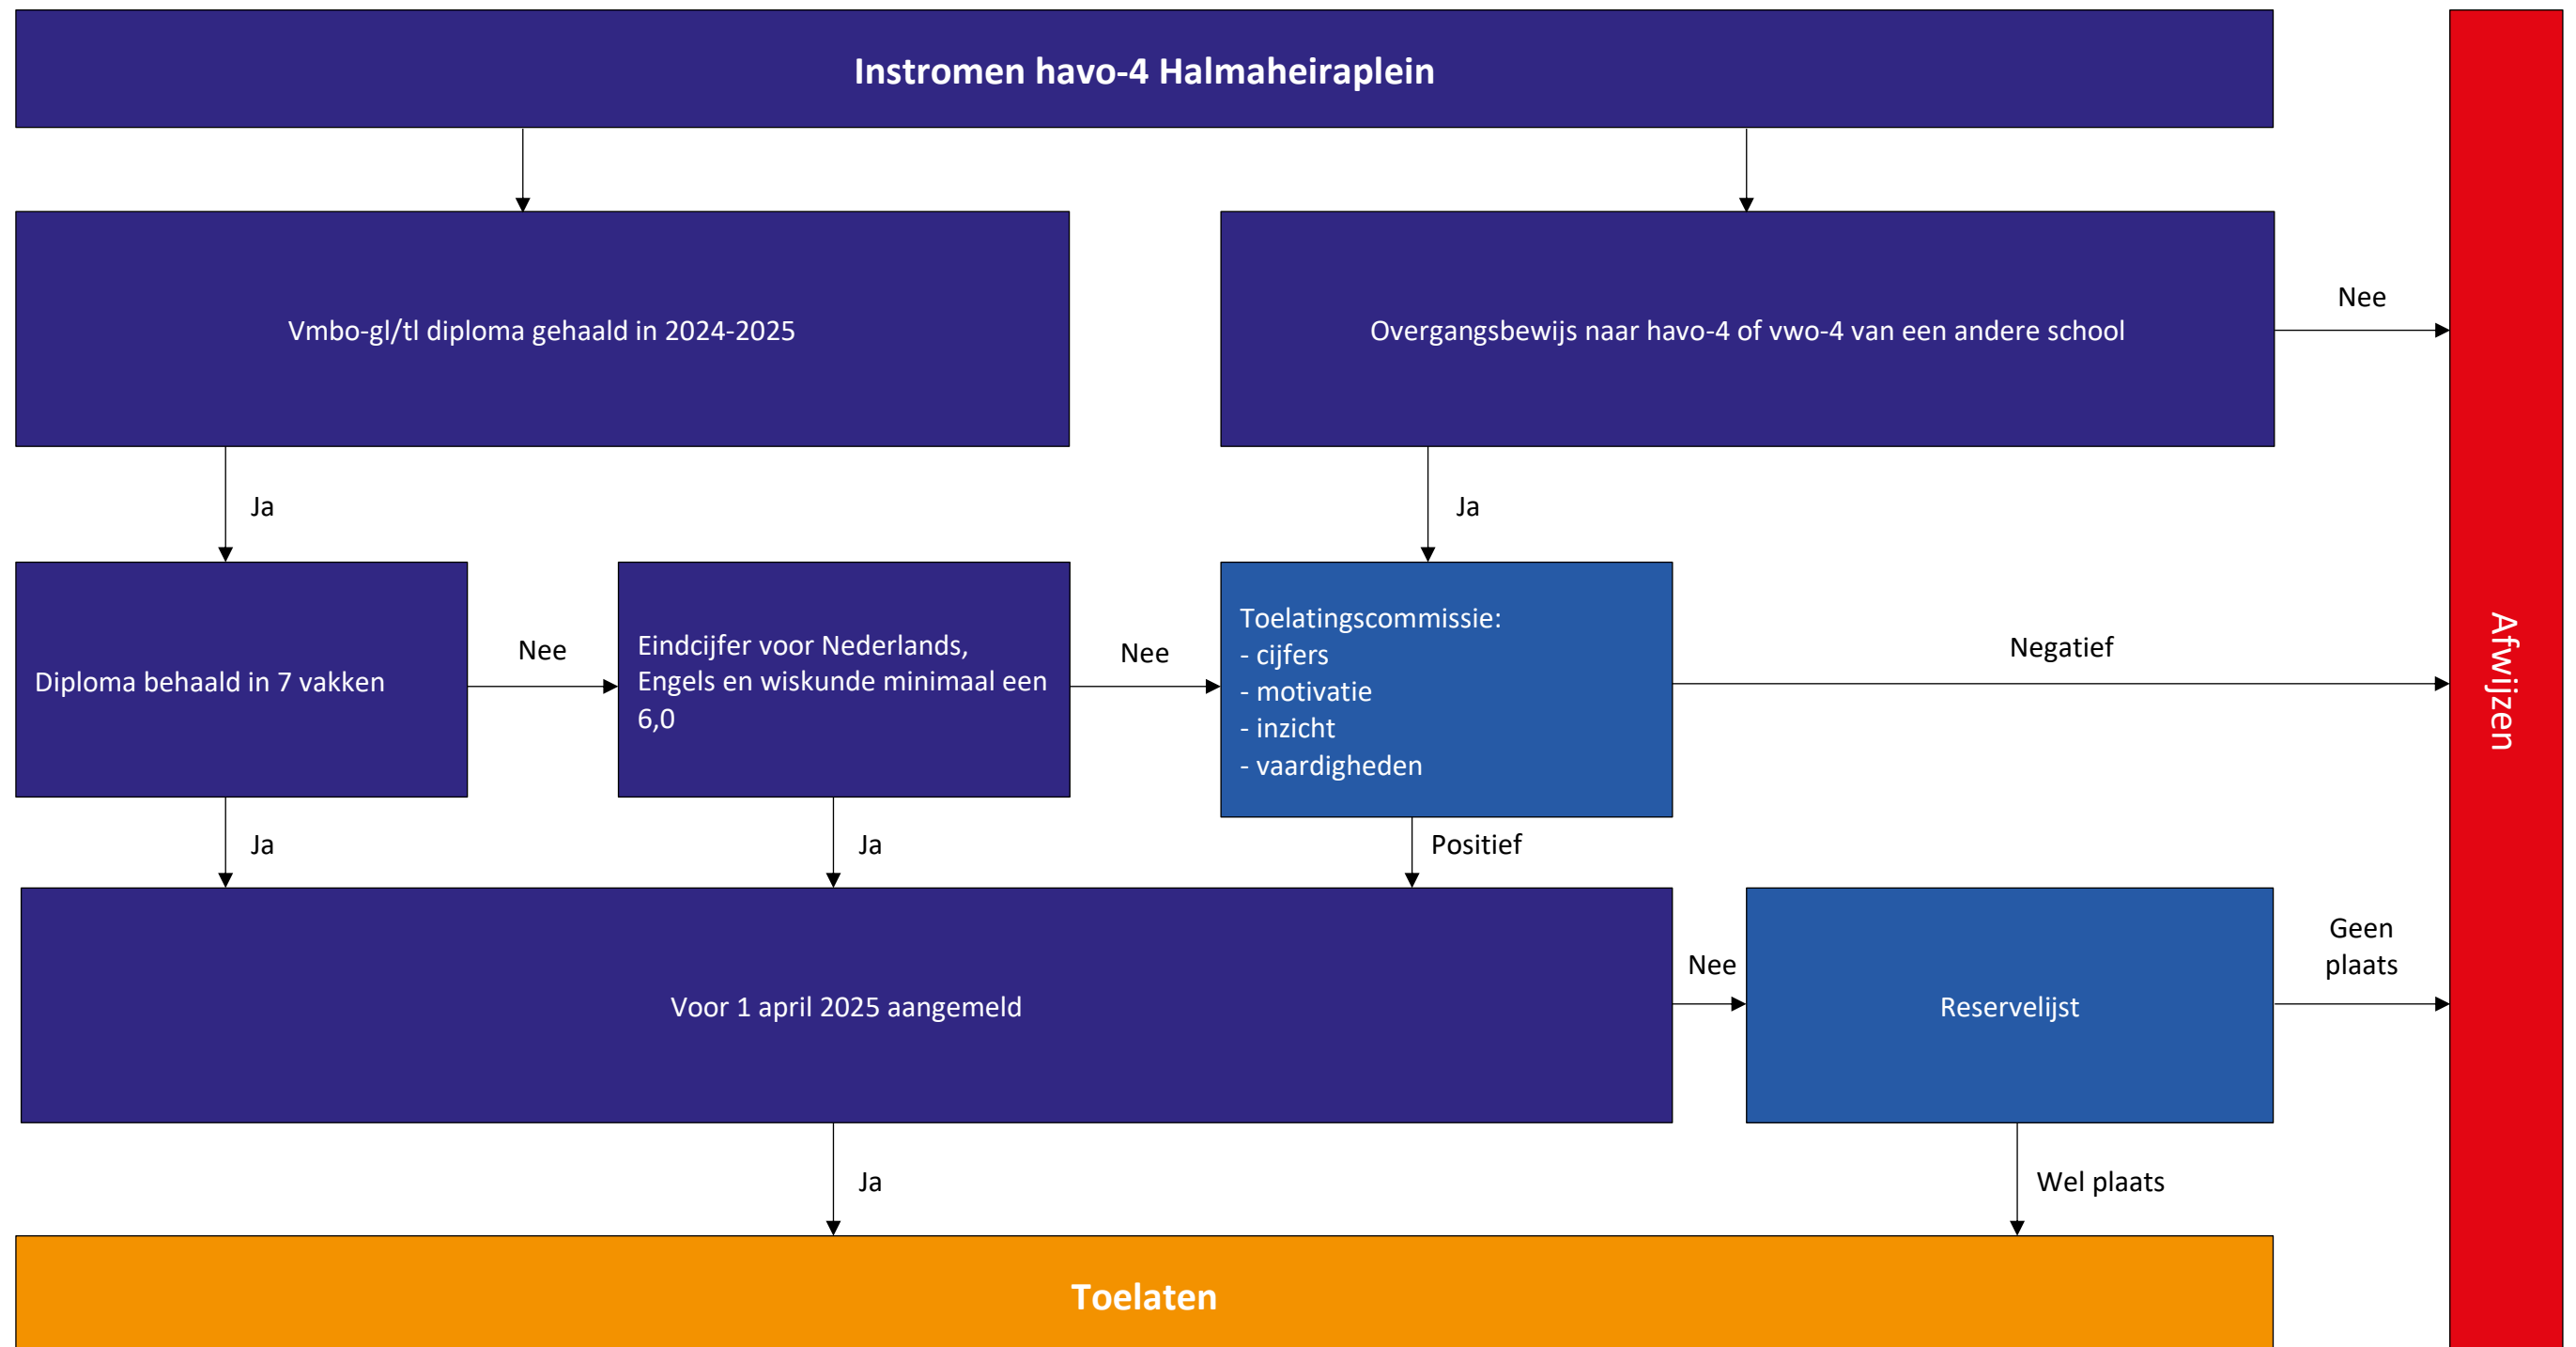 Instromen havo-4 Halmaheiraplein
Vmbo-gl/tl diploma gehaald in 2024-2025
Overgangsbewijs naar havo-4 of vwo-4 van een andere school
Nee
Ja
Ja
Diploma behaald in 7 vakken
Nee
Eindcijfer voor Nederlands,
Engels en wiskunde minimaal een
6,0
Nee
Toelatingscommissie:
- cijfers
- motivatie
- inzicht
- vaardigheden
Negatief
Afwijzen
Ja
Ja
Positief
Voor 1 april 2025 aangemeld
Nee
Reservelijst
Geen
plaats
Ja
Wel plaats
Toelaten